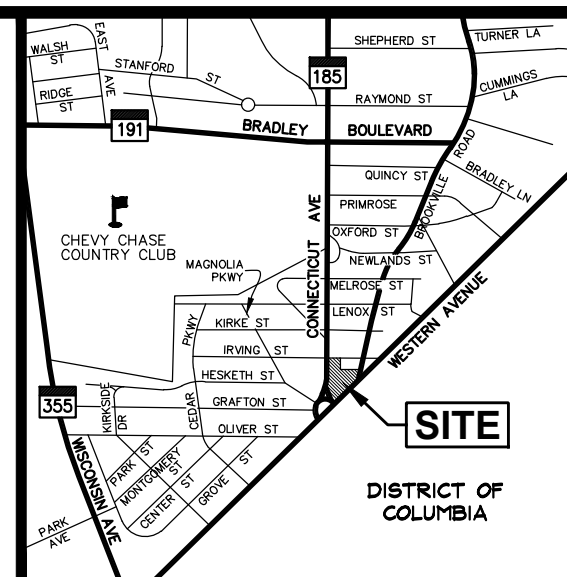 WALSH
ST
EAST
AVE
STANFORD
ST
RIDGE
ST
191
185
SHEPHERD ST
TURNER LA
CUMMINGS
LA
RAYMOND ST
BRADLEY
BOULEVARD
ROAD
BROOKVILLE
BRADLEY LN
QUINCY ST
PRIMROSE
OXFORD ST
NEWLANDS ST
MELROSE ST
LENOX ST
CONNECTICUT AVE
WESTERN AVENUE
CHEVY CHASE
COUNTRY CLUB
MAGNOLIA
PKWY
KIRKE ST
IRVING ST
HESKETH ST
GRAFTON ST
OLIVER ST
CEDAR
PKWY
355
KIRKSIDE
DR
WISCONSIN AVE
PARK ST
MONTGOMERY
ST
CENTER ST
GROVE ST
PARK
AVE
SITE
DISTRICT OF
COLUMBIA